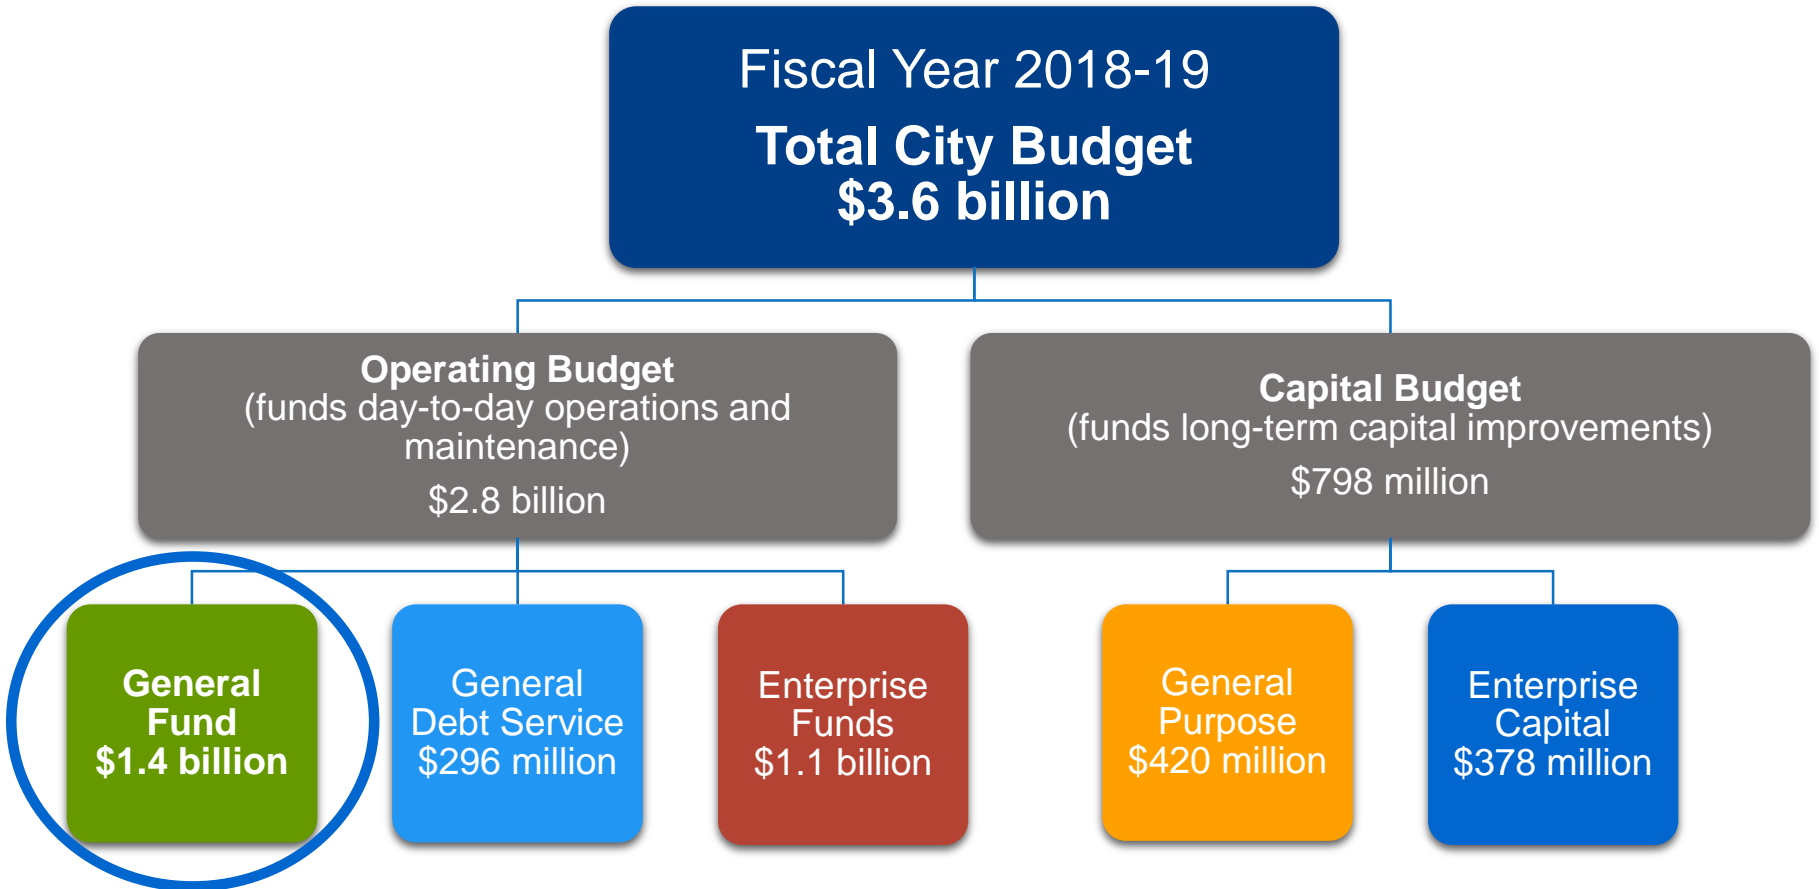 Fiscal Year 2018-19
Total City Budget
$3.6 billion
Operating Budget
(funds day-to-day operations and
maintenance)
$2.8 billion
Capital Budget
(funds long-term capital improvements)
$798 million
General
Fund
$1.4 billion
General
Debt Service
$296 million
Enterprise
Funds
$1.1 billion
General
Purpose
$420 million
Enterprise
Capital
$378 million